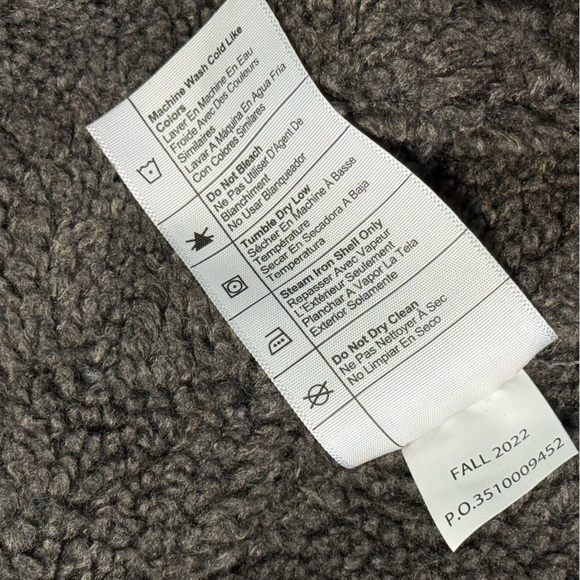 Machine Wash Cold Like
Colors
Laver En Machine En Eau
Froide Avec Des Couleurs
Similaires
Lavar A Máquina En Agua Fría
Con Colores Similares
Do Not Bleach
Ne Pas Utiliser D'Agent De
Blanchiment
No Usar Blanqueador
Tumble Dry Low
Sécher En Machine À Basse
Température
Secar En Secadora A Baja
Temperatura
Steam Iron Shell Only
Repasser Avec Vapeur
L'Extérieur Seulement
Planchar A Vapor La Tela
Exterior Solamente
Do Not Dry Clean
Ne Pas Nettoyer À Sec
No Limpiar En Seco
FALL 2022
P.O.3510009452